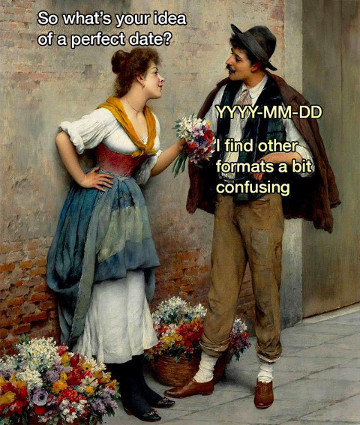 So what's your idea
of a perfect date?
YYYY-MM-DD
I find other
formats a bit
confusing